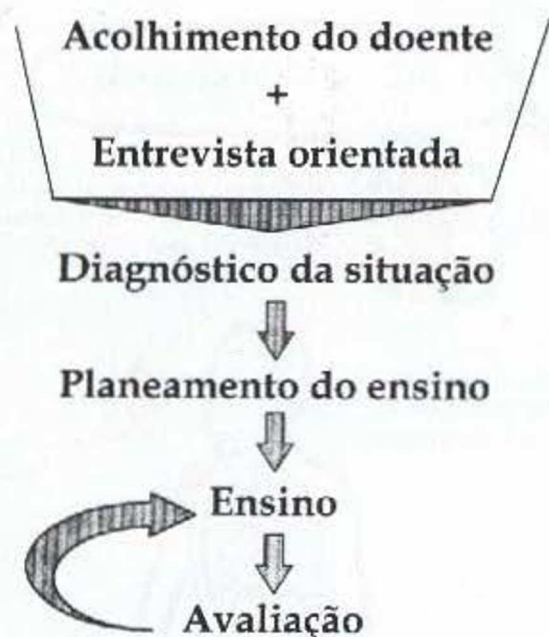 Acolhimento do doente
+
Entrevista orientada
Diagnóstico da situação
Planeamento do ensino
Ensino
Avaliação